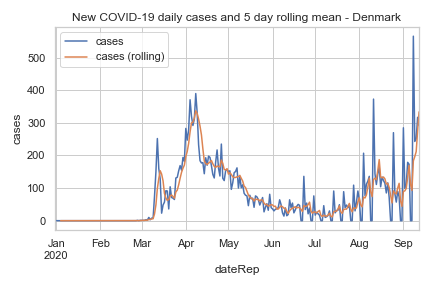 New COVID-19 daily cases and 5 day rolling mean - Denmark
cases
cases (rolling)
500
400
300
200
100
0
cases
Jan Feb Mar Apr May Jun Jul Aug Sep
2020
dateRep